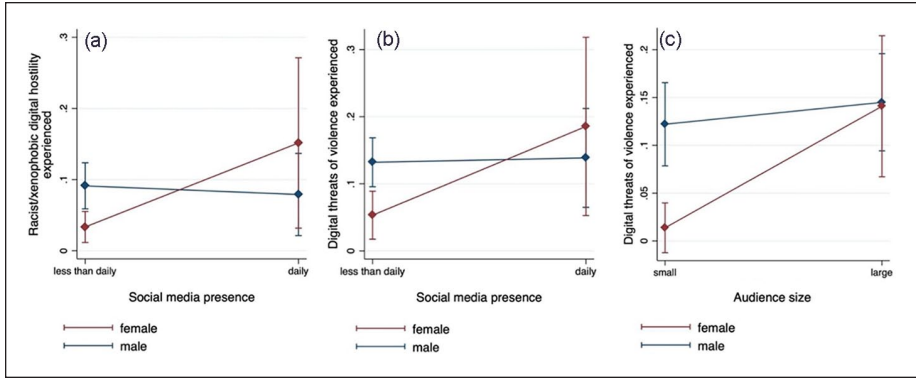 (a)
Racist/xenophobic digital hostility
experienced
.3
.2
.1
0
less than daily
daily
Social media presence
female
male
(b)
Digital threats of violence experienced
.3
.2
.1
0
less than daily
daily
Social media presence
female
male
(c)
Digital threats of violence experienced
.2
.15
.1
.05
0
small
large
Audience size
female
male